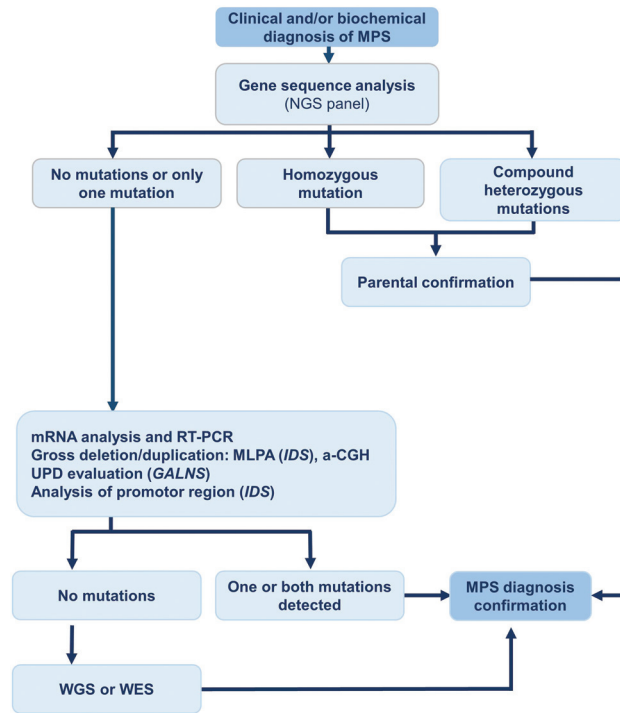 Clinical and/or biochemical
diagnosis of MPS
Gene sequence analysis
(NGS panel)
No mutations or only
one mutation
Homozygous
mutation
Compound
heterozygous
mutations
Parental confirmation
mRNA analysis and RT-PCR
Gross deletion/duplication: MLPA (IDS), a-CGH
UPD evaluation (GALNS)
Analysis of promotor region (IDS)
No mutations
One or both mutations
detected
MPS diagnosis
confirmation
WGS or WES